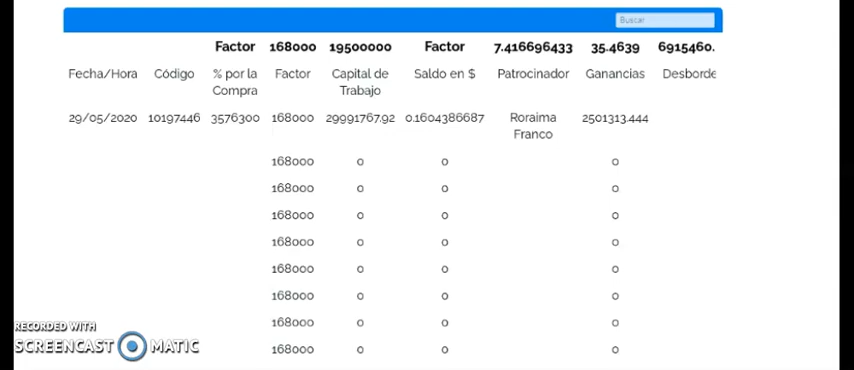 Buscar
Factor 168000 19500000 Factor 7.416696433 35.4639 6915460.
Fecha/Hora Código % por la Compra Factor Capital de Trabajo Saldo en $ Patrocinador Ganancias Desborde
29/05/2020 10197446 3576300 168000 29991767.92 0.1604386687 Roraima Franco 2501313.444
168000 0 0 0
168000 0 0 0
168000 0 0 0
168000 0 0 0
168000 0 0 0
168000 0 0 0
168000 0 0 0
168000 0 0 0
RECORDED WITH
SCREENCAST MATIC